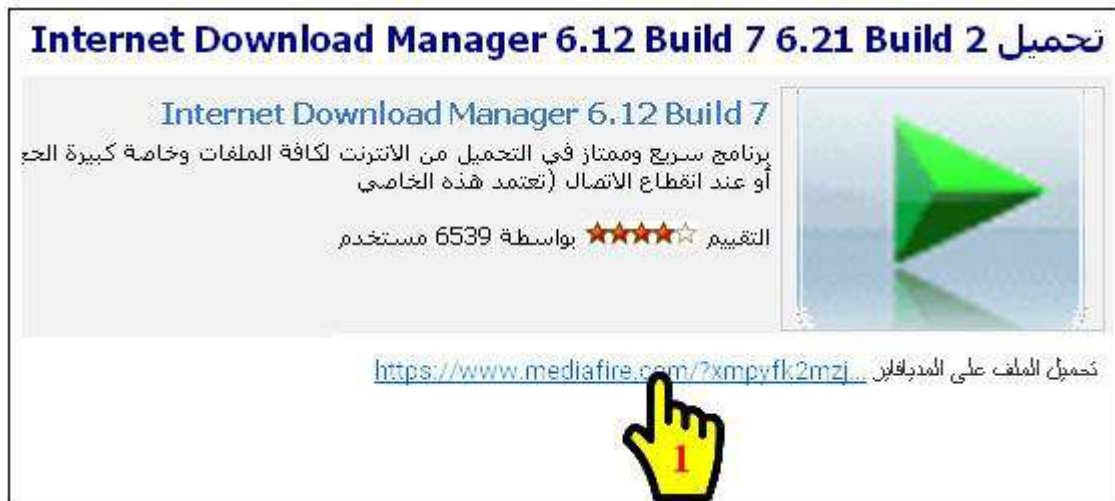 تحميل Internet Download Manager 6.12 Build 7 6.21 Build 2
Internet Download Manager 6.12 Build 7
برنامج سريع وممتاز في التحميل من الانترنت لكافة الملفات وخاصة كبيرة الحج
أو عند انقطاع الاتصال (تعتمد هذه الخاصي
التقييم بواسطة 6539 مستخدم
تحميل الملف على الميديافاير https://www.mediafire.com/?xmpyfk2mzj...
1